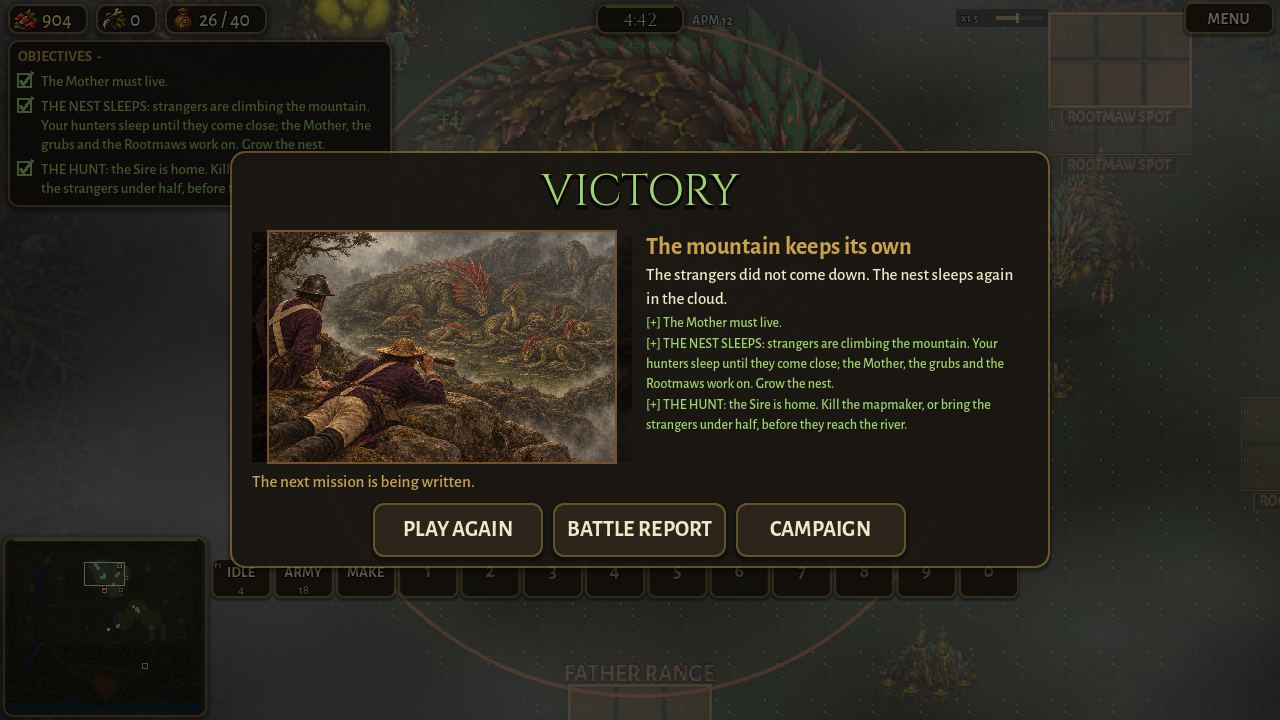 904
0
26 / 40
4:42
APM 12
x1.5
MENU
OBJECTIVES -
The Mother must live.
THE NEST SLEEPS: strangers are climbing the mountain.
Your hunters sleep until they come close; the Mother, the
grubs and the Rootmaws work on. Grow the nest.
THE HUNT: the Sire is home. Kill
the strangers under half, before
+4
ROOTMAW SPOT
ROOTMAW SPOT
VICTORY
The mountain keeps its own
The strangers did not come down. The nest sleeps again
in the cloud.
[+] The Mother must live.
[+] THE NEST SLEEPS: strangers are climbing the mountain. Your
hunters sleep until they come close; the Mother, the grubs and the
Rootmaws work on. Grow the nest.
[+] THE HUNT: the Sire is home. Kill the mapmaker, or bring the
strangers under half, before they reach the river.
The next mission is being written.
PLAY AGAIN
BATTLE REPORT
CAMPAIGN
RO
F1
IDLE
4
ARMY
18
MAKE
1
2
3
4
5
6
7
8
9
0
FATHER RANGE